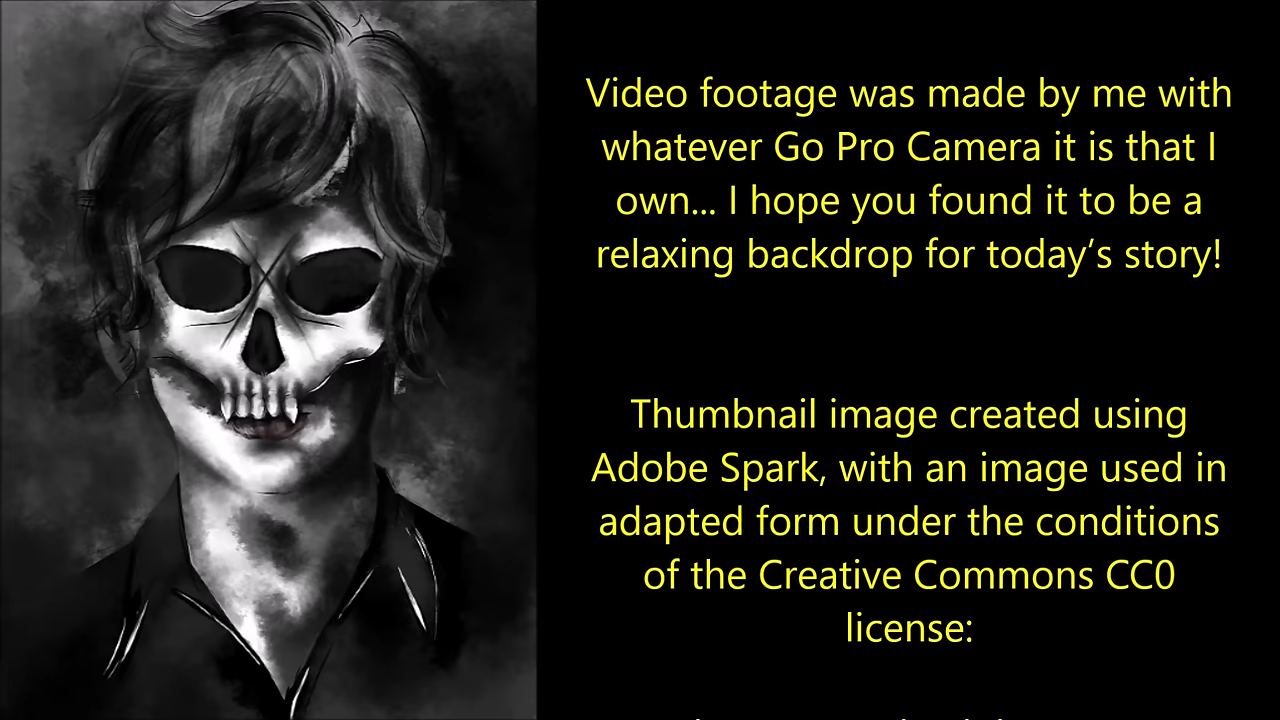 Video footage was made by me with
whatever Go Pro Camera it is that I
own... I hope you found it to be a
relaxing backdrop for today’s story!
Thumbnail image created using
Adobe Spark, with an image used in
adapted form under the conditions
of the Creative Commons CC0
license: